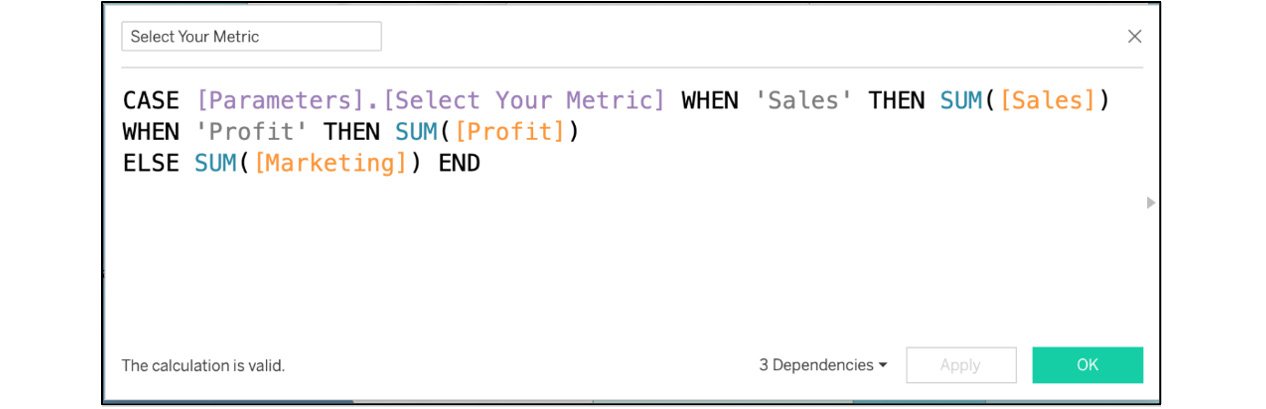 Select Your Metric
CASE [Parameters].[Select Your Metric] WHEN 'Sales' THEN SUM([Sales])
WHEN 'Profit' THEN SUM([Profit])
ELSE SUM([Marketing]) END
The calculation is valid.
3 Dependencies
Apply
OK